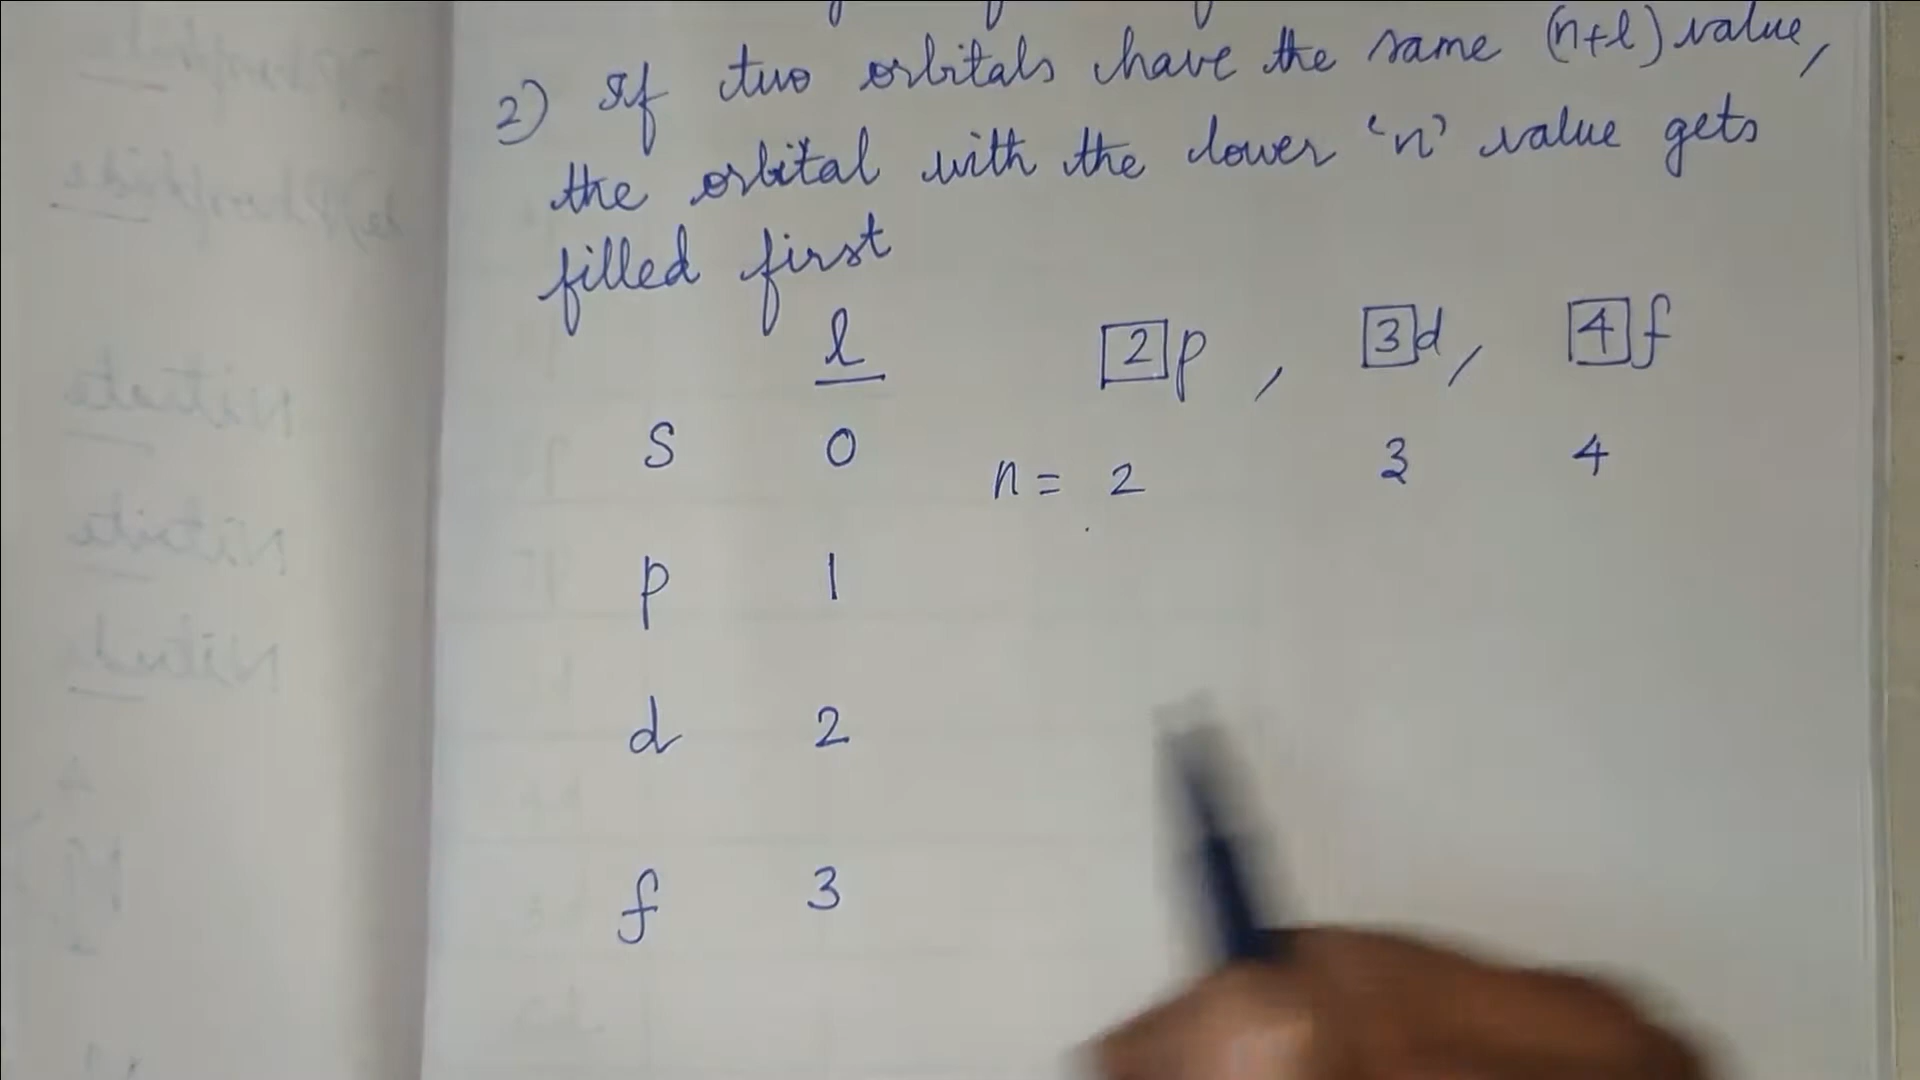 2) If two orbitals have the same (n+l) value,
the orbital with the lower 'n' value gets
filled first
l
2p, 3d, 4f
s 0
n = 2 3 4
p 1
d 2
f 3